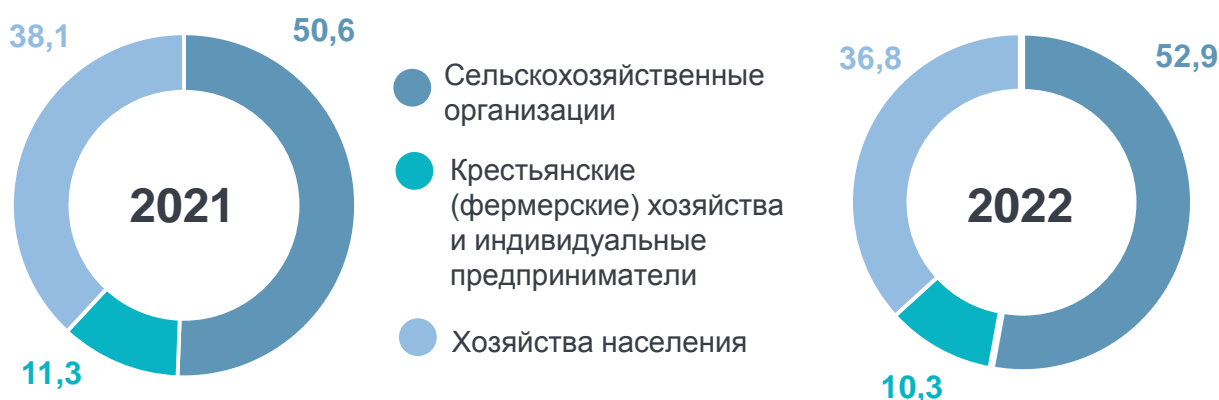 38,1
50,6
2021
11,3
Сельскохозяйственные
организации
Крестьянские
(фермерские) хозяйства
и индивидуальные
предприниматели
Хозяйства населения
36,8
52,9
2022
10,3